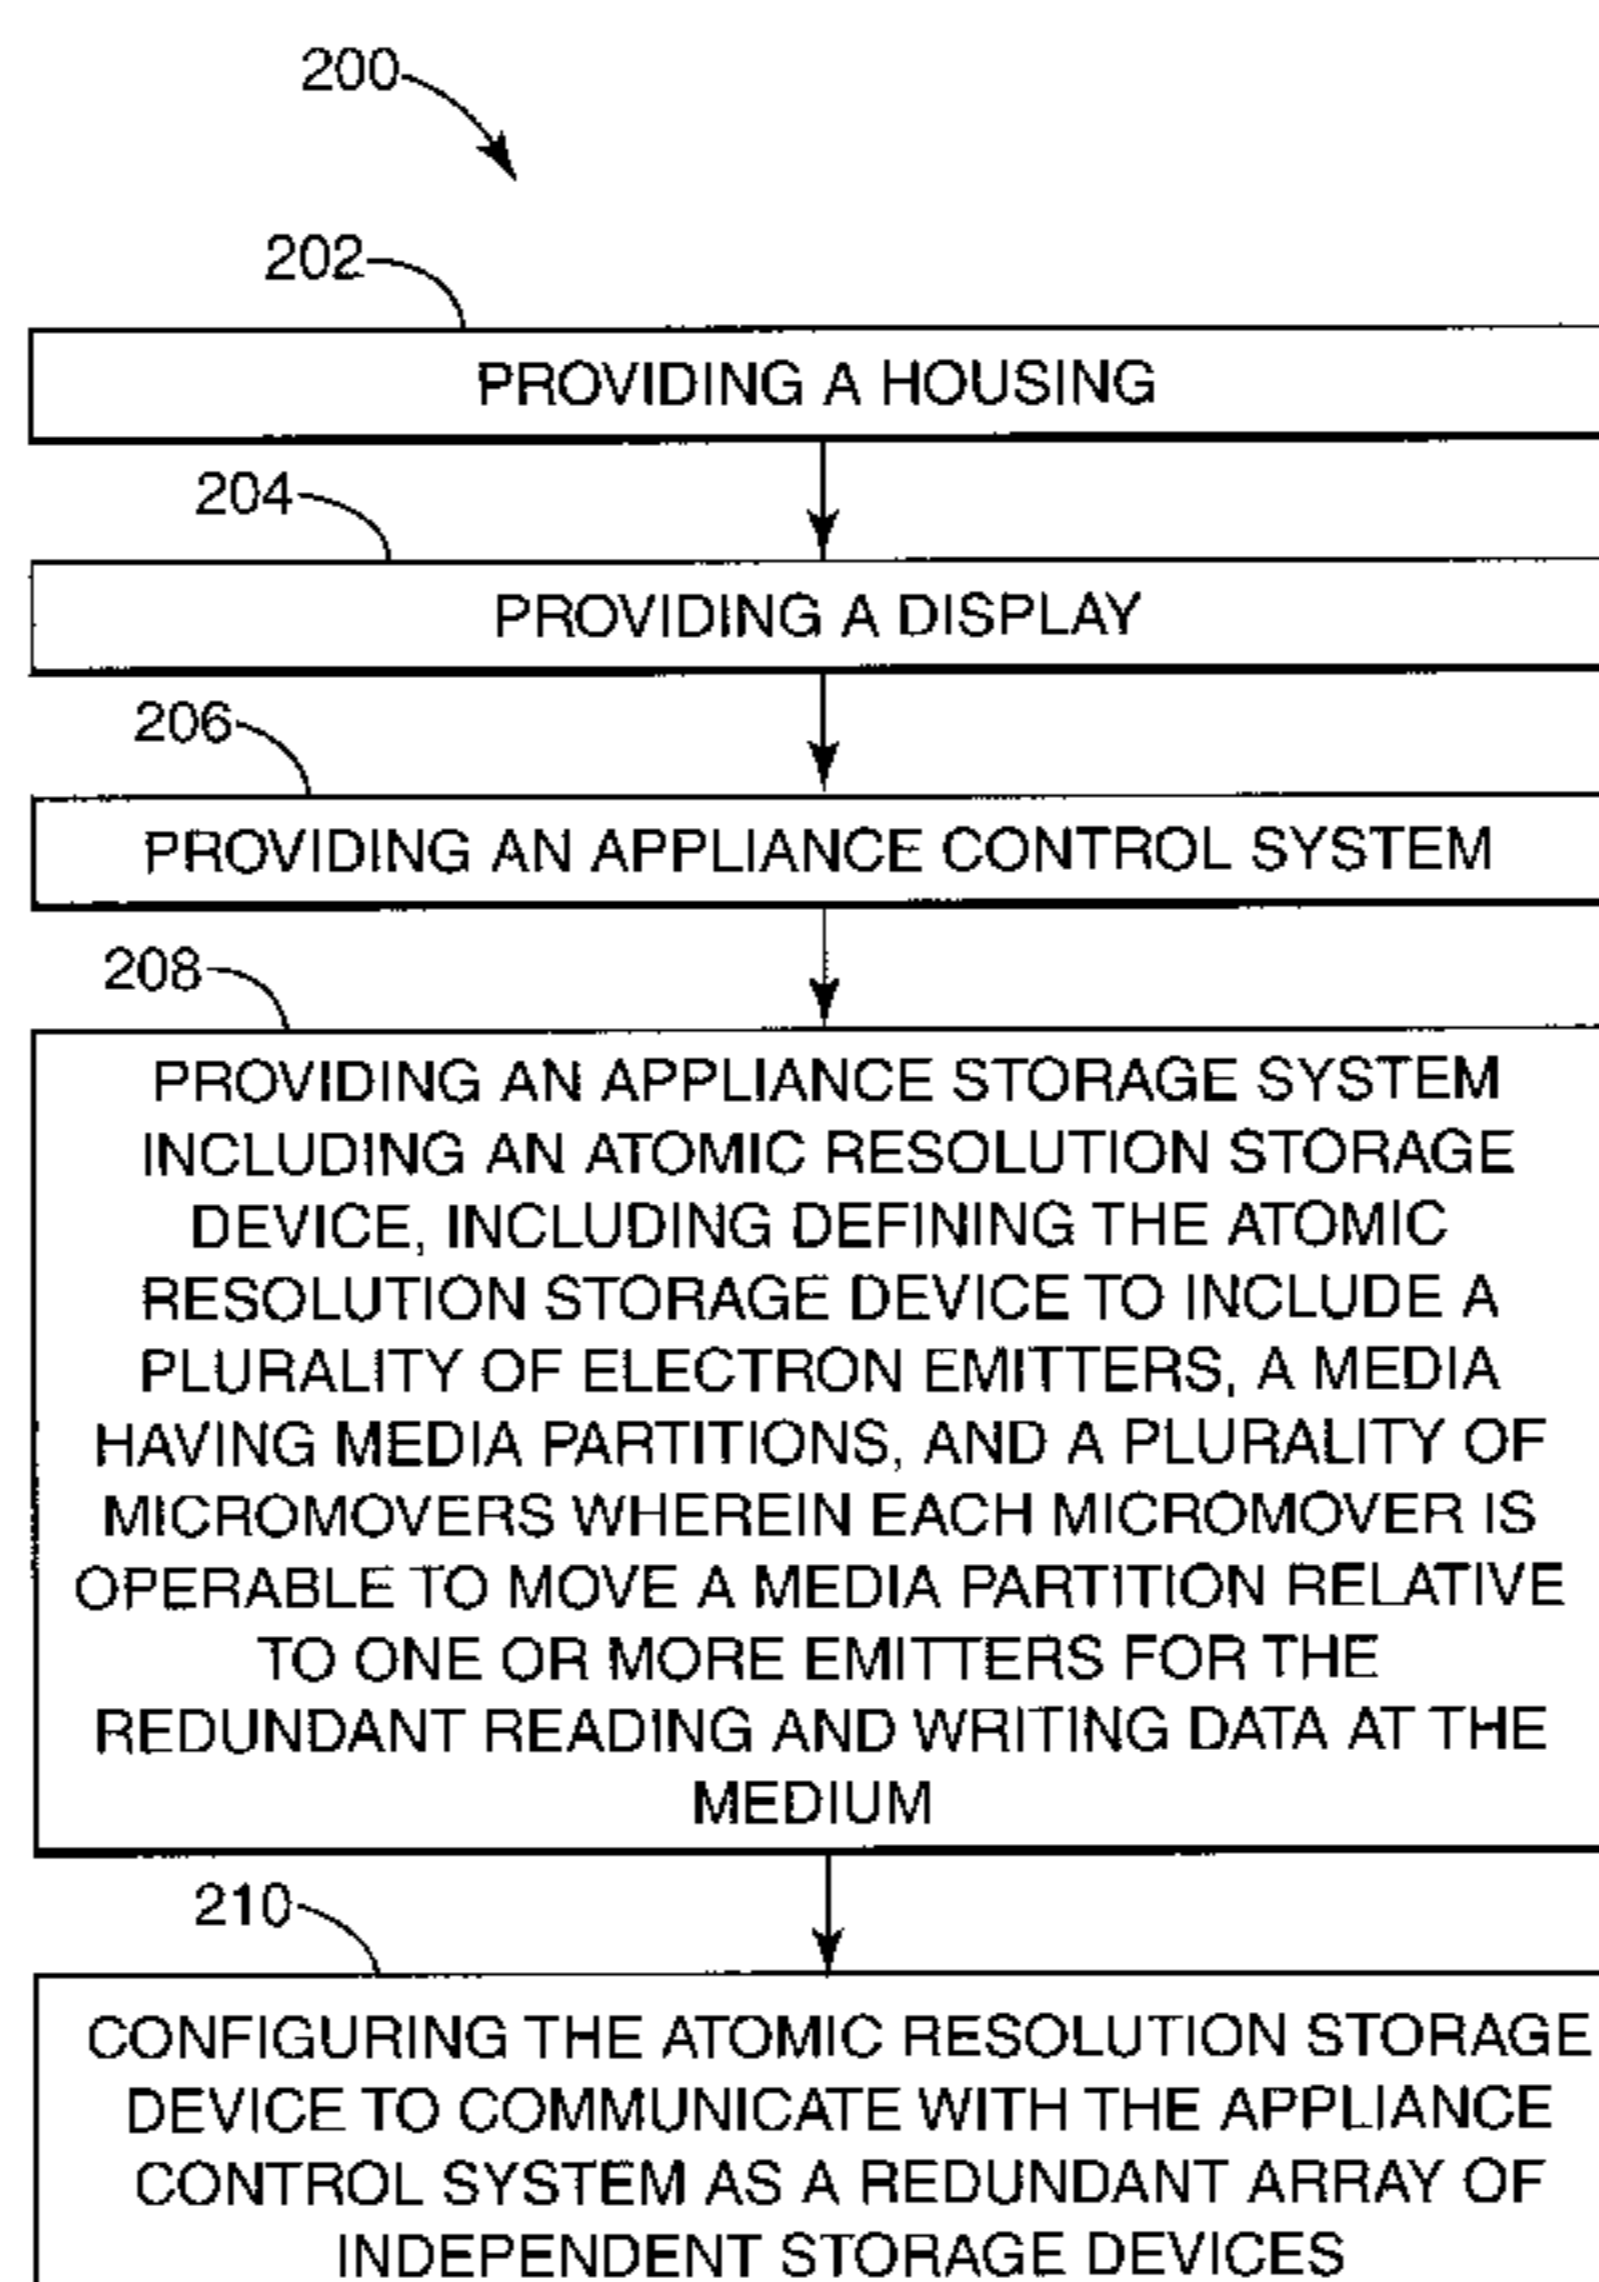 200
202
PROVIDING A HOUSING
204
PROVIDING A DISPLAY
206
PROVIDING AN APPLIANCE CONTROL SYSTEM
208
PROVIDING AN APPLIANCE STORAGE SYSTEM
INCLUDING AN ATOMIC RESOLUTION STORAGE
DEVICE, INCLUDING DEFINING THE ATOMIC
RESOLUTION STORAGE DEVICE TO INCLUDE A
PLURALITY OF ELECTRON EMITTERS, A MEDIA
HAVING MEDIA PARTITIONS, AND A PLURALITY OF
MICROMOVERS WHEREIN EACH MICROMOVER IS
OPERABLE TO MOVE A MEDIA PARTITION RELATIVE
TO ONE OR MORE EMITTERS FOR THE
REDUNDANT READING AND WRITING DATA AT THE
MEDIUM
210
CONFIGURING THE ATOMIC RESOLUTION STORAGE
DEVICE TO COMMUNICATE WITH THE APPLIANCE
CONTROL SYSTEM AS A REDUNDANT ARRAY OF
INDEPENDENT STORAGE DEVICES